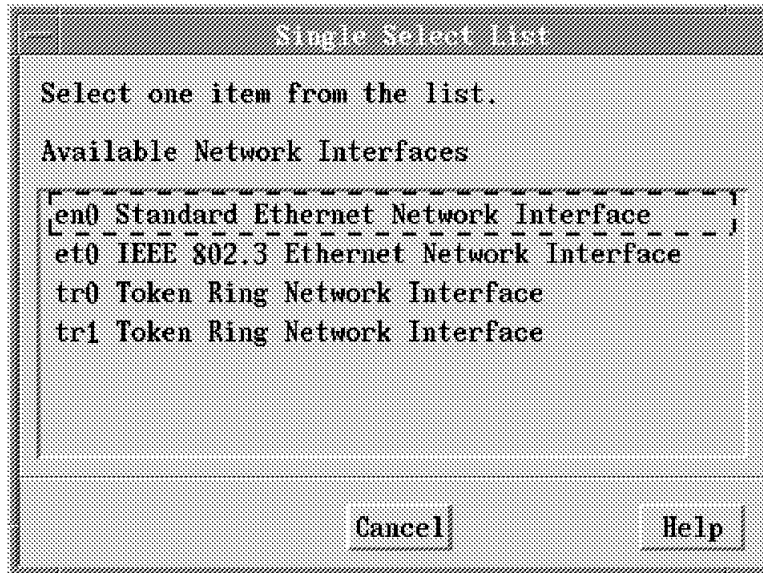 Single Select List
Select one item from the list.
Available Network Interfaces
en0 Standard Ethernet Network Interface
et0 IEEE 802.3 Ethernet Network Interface
tr0 Token Ring Network Interface
tr1 Token Ring Network Interface
Cancel
Help